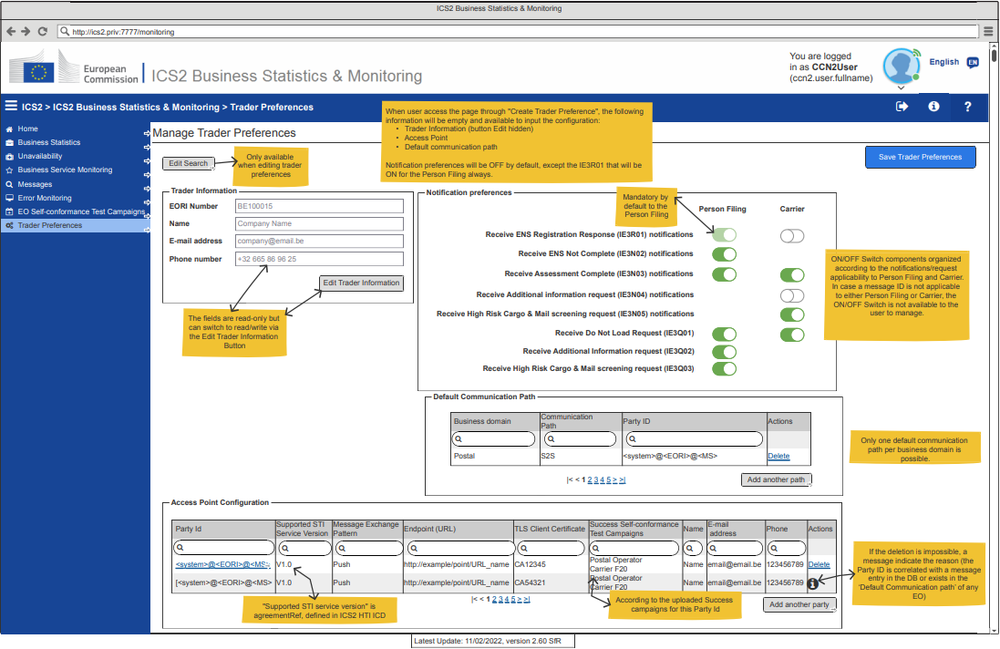 ICS2 Business Statistics & Monitoring
http://ics2.priv:7777/monitoring
European
Commission
ICS2 Business Statistics & Monitoring
You are logged
in as CCN2User
(ccn2.user.fullname)
English
EN
ICS2 > ICS2 Business Statistics & Monitoring > Trader Preferences
i
?
Home
Business Statistics
Unavailability
Business Service Monitoring
Messages
Error Monitoring
EO Self-conformance Test Campaigns
Trader Preferences
Manage Trader Preferences
Edit Search
Only available
when editing trader
preferences
When user access the page through "Create Trader Preference", the following
information will be empty and available to input the configuration:
• Trader Information (button Edit hidden)
• Access Point
• Default communication path
Notification preferences will be OFF by default, except the IE3R01 that will be
ON for the Person Filing always.
Save Trader Preferences
Trader Information
EORI Number
BE100015
Name
Company Name
E-mail address
company@email.be
Phone number
+32 665 86 96 25
Edit Trader Information
The fields are read-only but
can switch to read/write via
the Edit Trader Information
Button
Notification preferences
Mandatory by
default to the
Person Filing
Person Filing
Carrier
Receive ENS Registration Response (IE3R01) notifications
Receive ENS Not Complete (IE3N02) notifications
Receive Assessment Complete (IE3N03) notifications
Receive Additional information request (IE3N04) notifications
Receive High Risk Cargo & Mail screening request (IE3N05) notifications
Receive Do Not Load Request (IE3Q01)
Receive Additional Information request (IE3Q02)
Receive High Risk Cargo & Mail screening request (IE3Q03)
ON/OFF Switch components organized
according to the notifications/request
applicability to Person Filing and Carrier.
In case a message ID is not applicable
to either Person Filing or Carrier, the
ON/OFF Switch is not available to the
user to manage.
Default Communication Path
Business domain
Communication
Path
Party ID
Actions
Postal
S2S
<system>@<EORI>@<MS>
Delete
|< < 1 2 3 4 5 > >|
Add another path
Only one default communication
path per business domain is
possible.
Access Point Configuration
Party Id
Supported STI
Service Version
Message Exchange
Pattern
Endpoint (URL)
TLS Client Certificate
Success Self-conformance
Test Campaigns
Name
E-mail
address
Phone
Actions
<system>@<EORI>@<MS>
V1.0
Push
http://example/point/URL_name
CA12345
Postal Operator
Carrier F20
Name
email@email.be
123456789
Delete
[<system>@<EORI>@<MS>
V1.0
Push
http://example/point/URL_name
CA54321
Postal Operator
Carrier F20
Name
email@email.be
123456789
i
|< < 1 2 3 4 5 > >|
Add another party
"Supported STI service version" is
agreementRef, defined in ICS2 HTI ICD
According to the uploaded Success
campaigns for this Party Id
If the deletion is impossible, a
message indicate the reason (the
Party ID is correlated with a message
entry in the DB or exists in the
'Default Communication path' of any
EO)
Latest Update: 11/02/2022, version 2.60 SfR